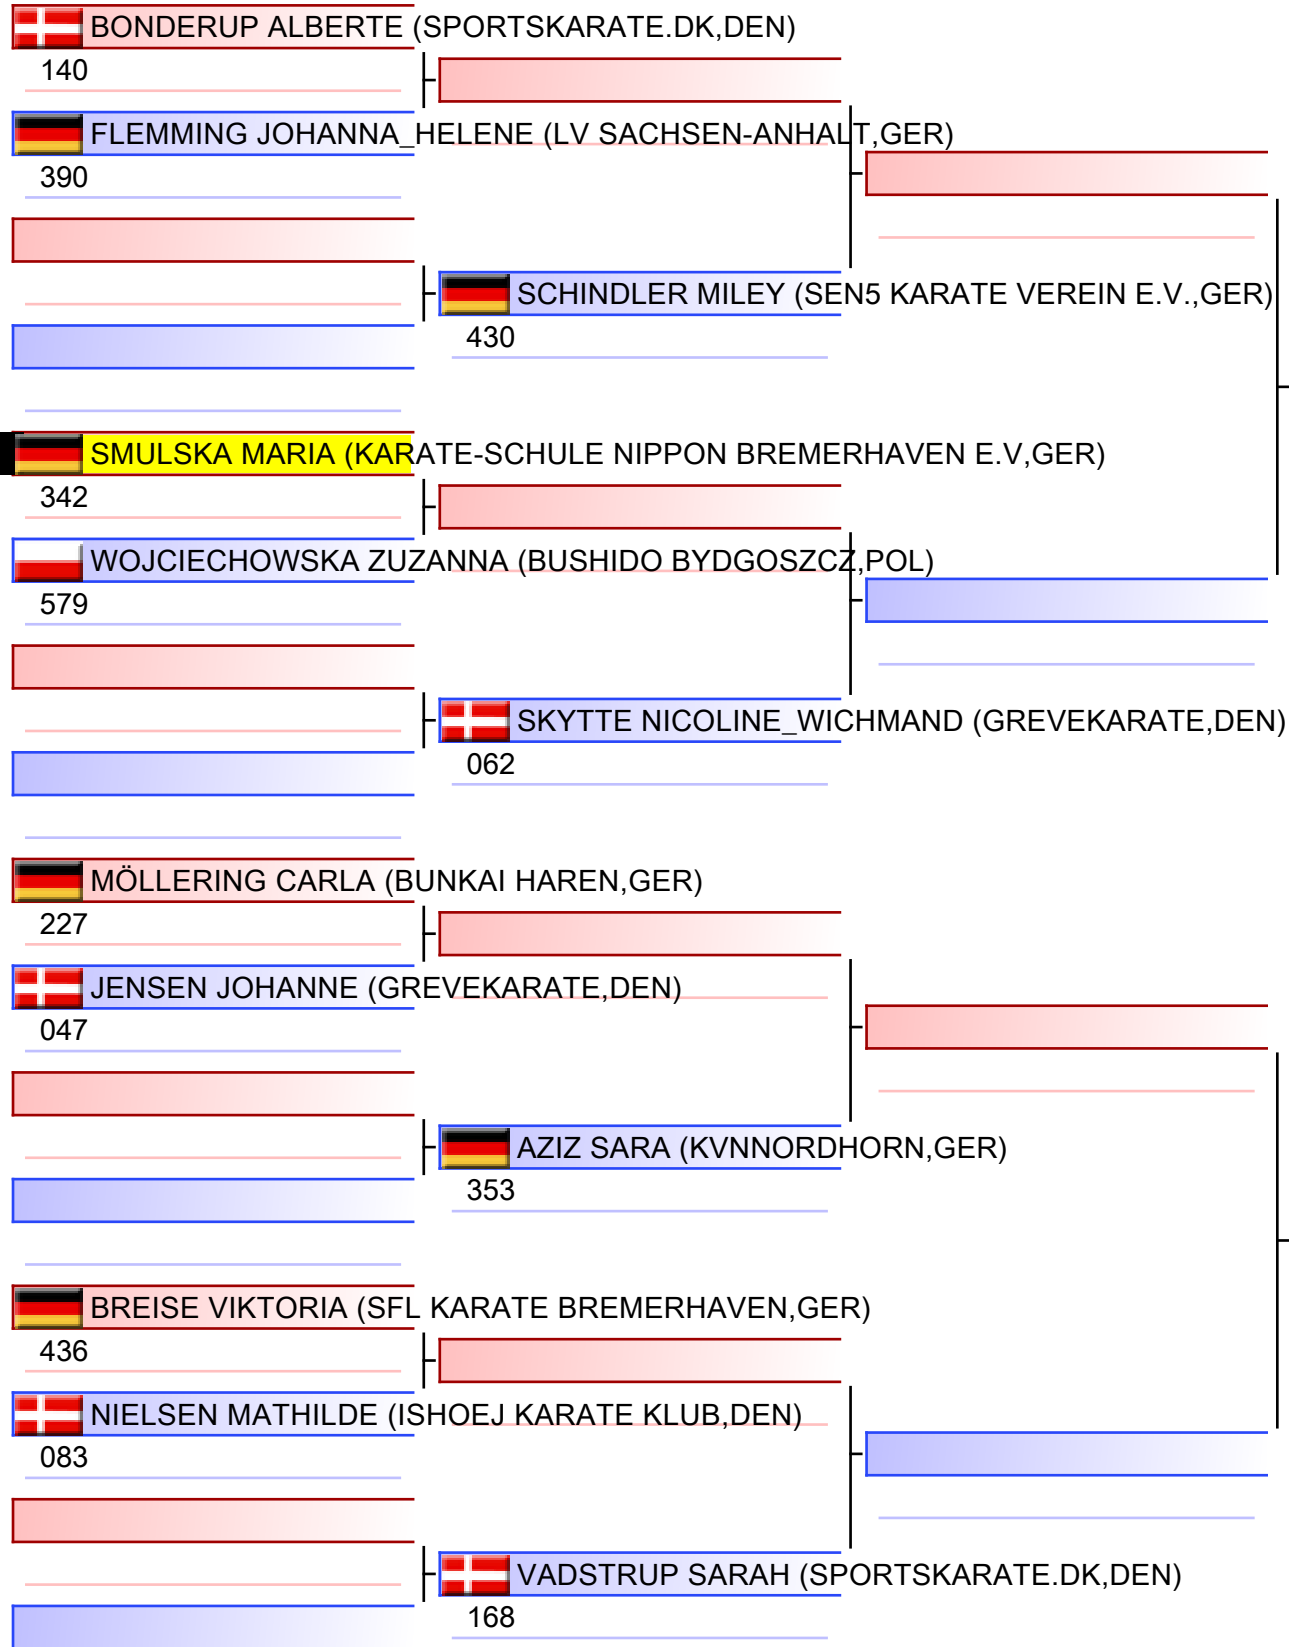 BONDERUP ALBERTE (SPORTSKARATE.DK,DEN)
140
FLEMMING JOHANNA_HELENE (LV SACHSEN-ANHALT,GER)
390
SCHINDLER MILEY (SEN5 KARATE VEREIN E.V.,GER)
430
SMULSKA MARIA (KARATE-SCHULE NIPPON BREMERHAVEN E.V,GER)
342
WOJCIECHOWSKA ZUZANNA (BUSHIDO BYDGOSZCZ,POL)
579
SKYTTE NICOLINE_WICHMAND (GREVEKARATE,DEN)
062
MÖLLERING CARLA (BUNKAI HAREN,GER)
227
JENSEN JOHANNE (GREVEKARATE,DEN)
047
AZIZ SARA (KVNNORDHORN,GER)
353
BREISE VIKTORIA (SFL KARATE BREMERHAVEN,GER)
436
NIELSEN MATHILDE (ISHOEJ KARATE KLUB,DEN)
083
VADSTRUP SARAH (SPORTSKARATE.DK,DEN)
168